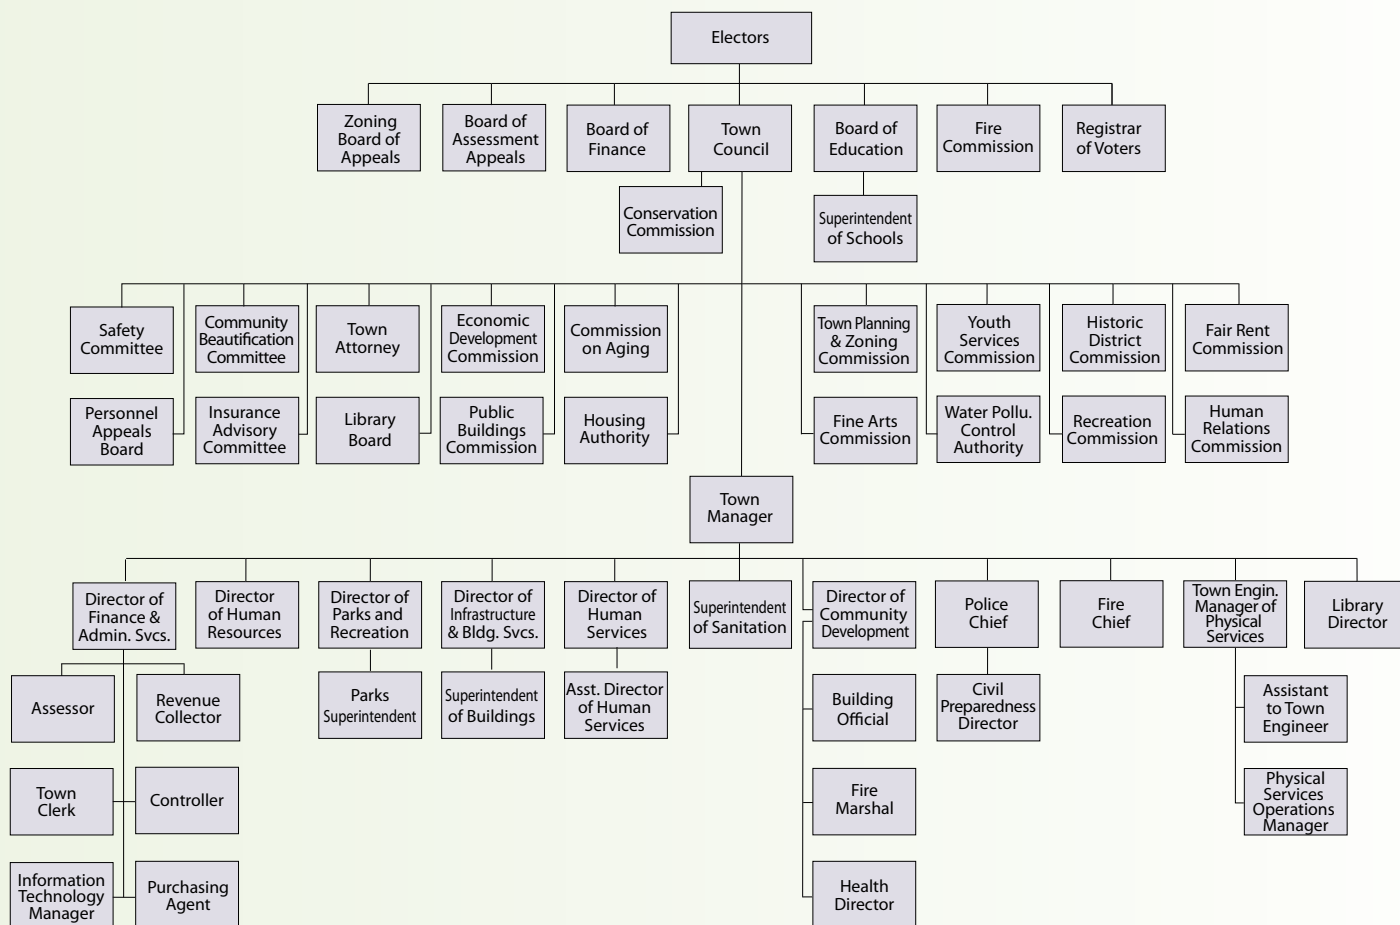 Electors
Zoning
Board of
Appeals
Board of
Assessment
Appeals
Board of
Finance
Town
Council
Board of
Education
Fire
Commission
Registrar
of Voters
Conservation
Commission
Superintendent
of Schools
Safety
Committee
Community
Beautification
Committee
Town
Attorney
Economic
Development
Commission
Commission
on Aging
Town Planning
& Zoning
Commission
Youth
Services
Commission
Historic
District
Commission
Fair Rent
Commission
Personnel
Appeals
Board
Insurance
Advisory
Committee
Library
Board
Public
Buildings
Commission
Housing
Authority
Fine Arts
Commission
Water Pollu.
Control
Authority
Recreation
Commission
Human
Relations
Commission
Town
Manager
Director of
Finance &
Admin. Svcs.
Director
of Human
Resources
Director of
Parks and
Recreation
Director of
Infrastructure
& Bldg. Svcs.
Director of
Human
Services
Superintendent
of Sanitation
Director of
Community
Development
Police
Chief
Fire
Chief
Town Engin.
Manager of
Physical
Services
Library
Director
Assessor
Revenue
Collector
Parks
Superintendent
Superintendent
of Buildings
Asst. Director
of Human
Services
Building
Official
Civil
Preparedness
Director
Assistant
to Town
Engineer
Town
Clerk
Controller
Fire
Marshal
Physical
Services
Operations
Manager
Information
Technology
Manager
Purchasing
Agent
Health
Director